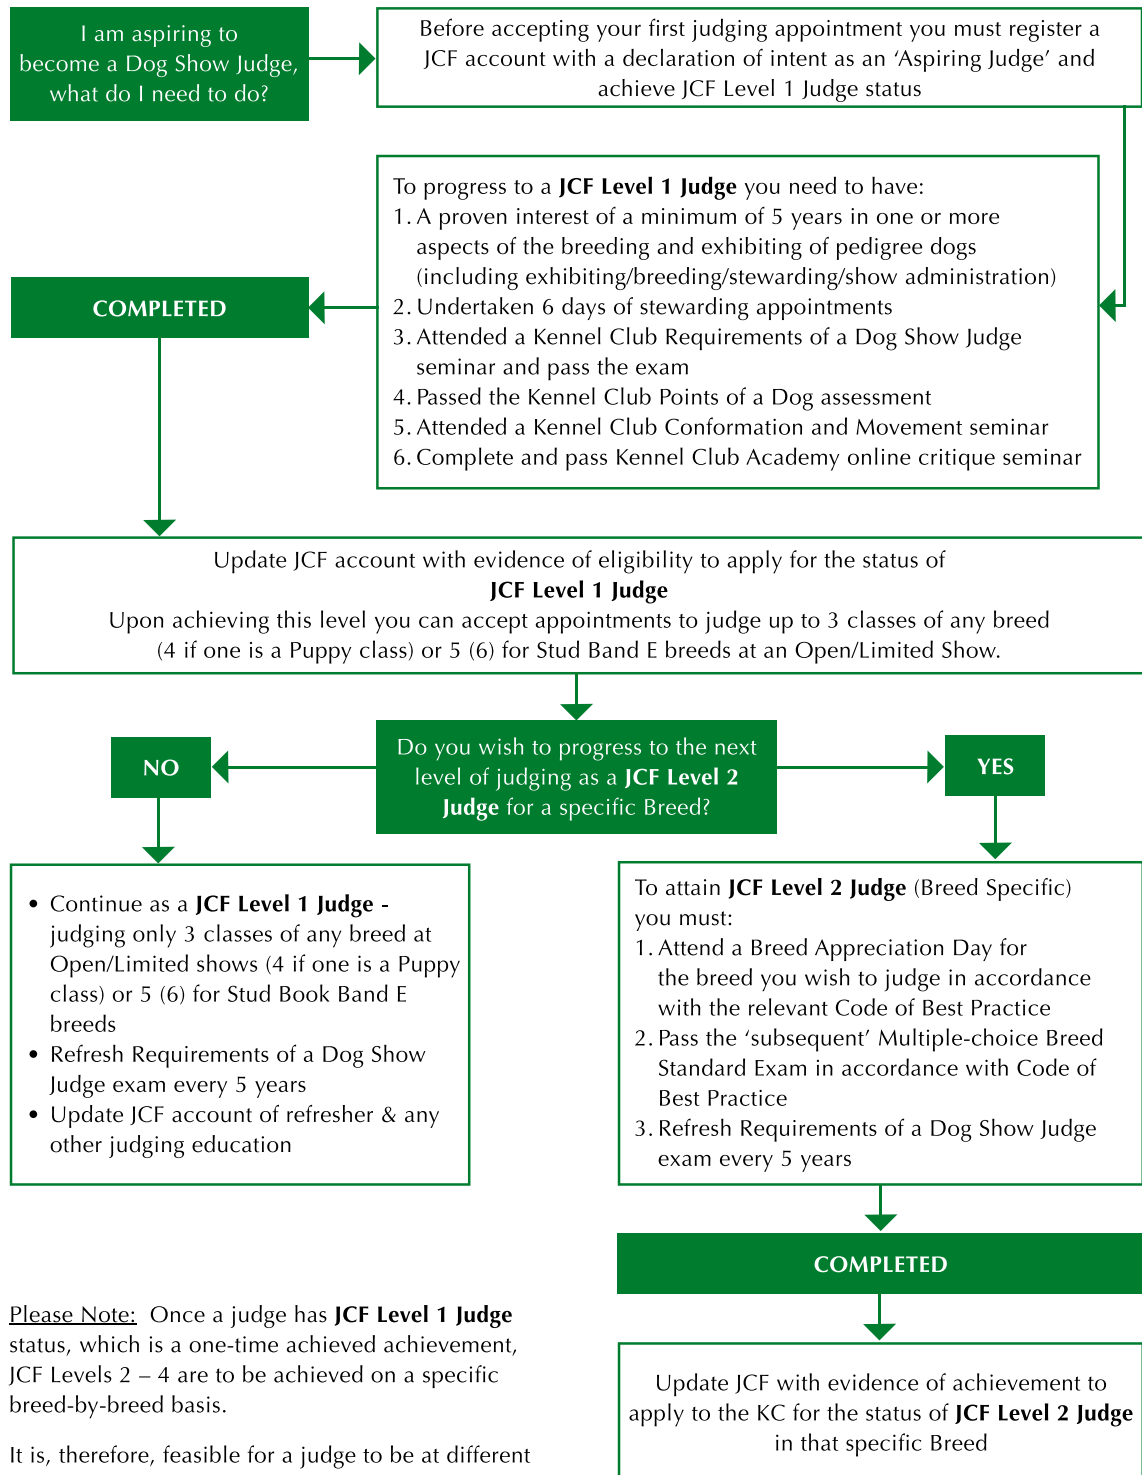 I am aspiring to
become a Dog Show Judge,
what do I need to do?
Before accepting your first judging appointment you must register a
JCF account with a declaration of intent as an ‘Aspiring Judge’ and
achieve JCF Level 1 Judge status
To progress to a JCF Level 1 Judge you need to have:
1. A proven interest of a minimum of 5 years in one or more
aspects of the breeding and exhibiting of pedigree dogs
(including exhibiting/breeding/stewarding/show administration)
2. Undertaken 6 days of stewarding appointments
3. Attended a Kennel Club Requirements of a Dog Show Judge
seminar and pass the exam
4. Passed the Kennel Club Points of a Dog assessment
5. Attended a Kennel Club Conformation and Movement seminar
6. Complete and pass Kennel Club Academy online critique seminar
COMPLETED
Update JCF account with evidence of eligibility to apply for the status of
JCF Level 1 Judge
Upon achieving this level you can accept appointments to judge up to 3 classes of any breed
(4 if one is a Puppy class) or 5 (6) for Stud Band E breeds at an Open/Limited Show.
Do you wish to progress to the next
level of judging as a JCF Level 2
Judge for a specific Breed?
NO
YES
• Continue as a JCF Level 1 Judge -
judging only 3 classes of any breed at
Open/Limited shows (4 if one is a Puppy
class) or 5 (6) for Stud Book Band E
breeds
• Refresh Requirements of a Dog Show
Judge exam every 5 years
• Update JCF account of refresher & any
other judging education
To attain JCF Level 2 Judge (Breed Specific)
you must:
1. Attend a Breed Appreciation Day for
the breed you wish to judge in accordance
with the relevant Code of Best Practice
2. Pass the ‘subsequent’ Multiple-choice Breed
Standard Exam in accordance with Code of
Best Practice
3. Refresh Requirements of a Dog Show Judge
exam every 5 years
COMPLETED
Update JCF with evidence of achievement to
apply to the KC for the status of JCF Level 2 Judge
in that specific Breed
Please Note: Once a judge has JCF Level 1 Judge
status, which is a one-time achieved achievement,
JCF Levels 2 – 4 are to be achieved on a specific
breed-by-breed basis.
It is, therefore, feasible for a judge to be at different